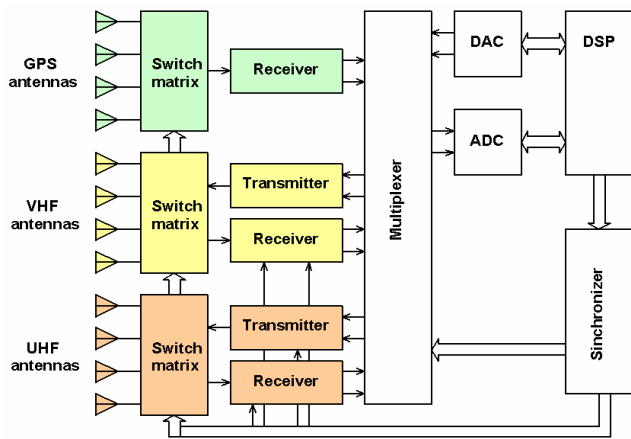 GPS
antennas
Switch
matrix
Receiver
DAC
DSP
ADC
VHF
antennas
Switch
matrix
Transmitter
Receiver
Multiplexer
UHF
antennas
Switch
matrix
Transmitter
Receiver
Sinchronizer